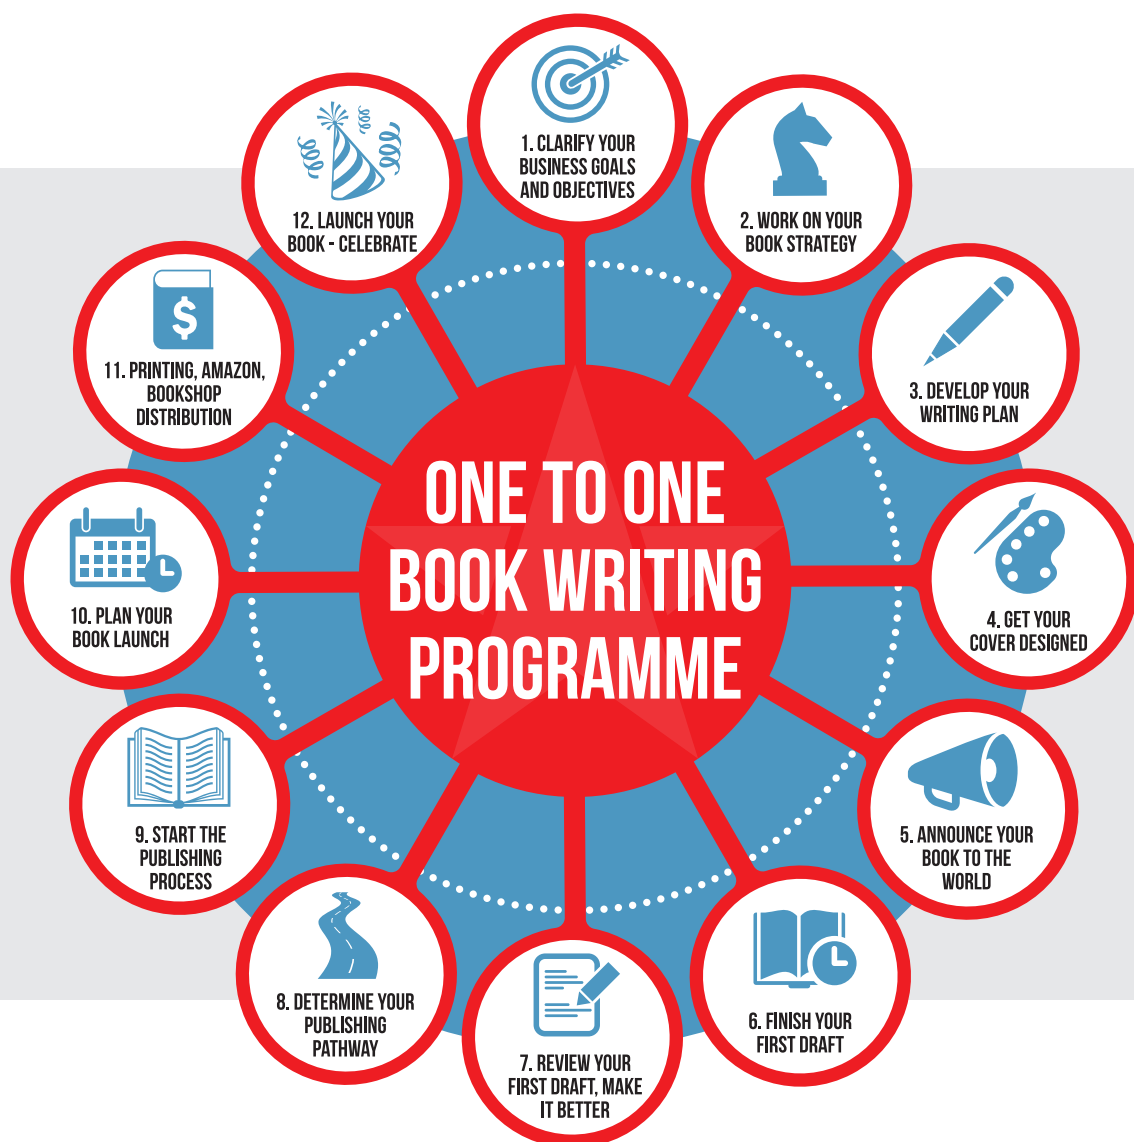 ONE TO ONE
BOOK WRITING
PROGRAMME
1. CLARIFY YOUR
BUSINESS GOALS
AND OBJECTIVES
2. WORK ON YOUR
BOOK STRATEGY
3. DEVELOP YOUR
WRITING PLAN
4. GET YOUR
COVER DESIGNED
5. ANNOUNCE YOUR
BOOK TO THE
WORLD
6. FINISH YOUR
FIRST DRAFT
7. REVIEW YOUR
FIRST DRAFT, MAKE
IT BETTER
8. DETERMINE YOUR
PUBLISHING
PATHWAY
9. START THE
PUBLISHING
PROCESS
10. PLAN YOUR
BOOK LAUNCH
11. PRINTING, AMAZON,
BOOKSHOP
DISTRIBUTION
$
12. LAUNCH YOUR
BOOK - CELEBRATE